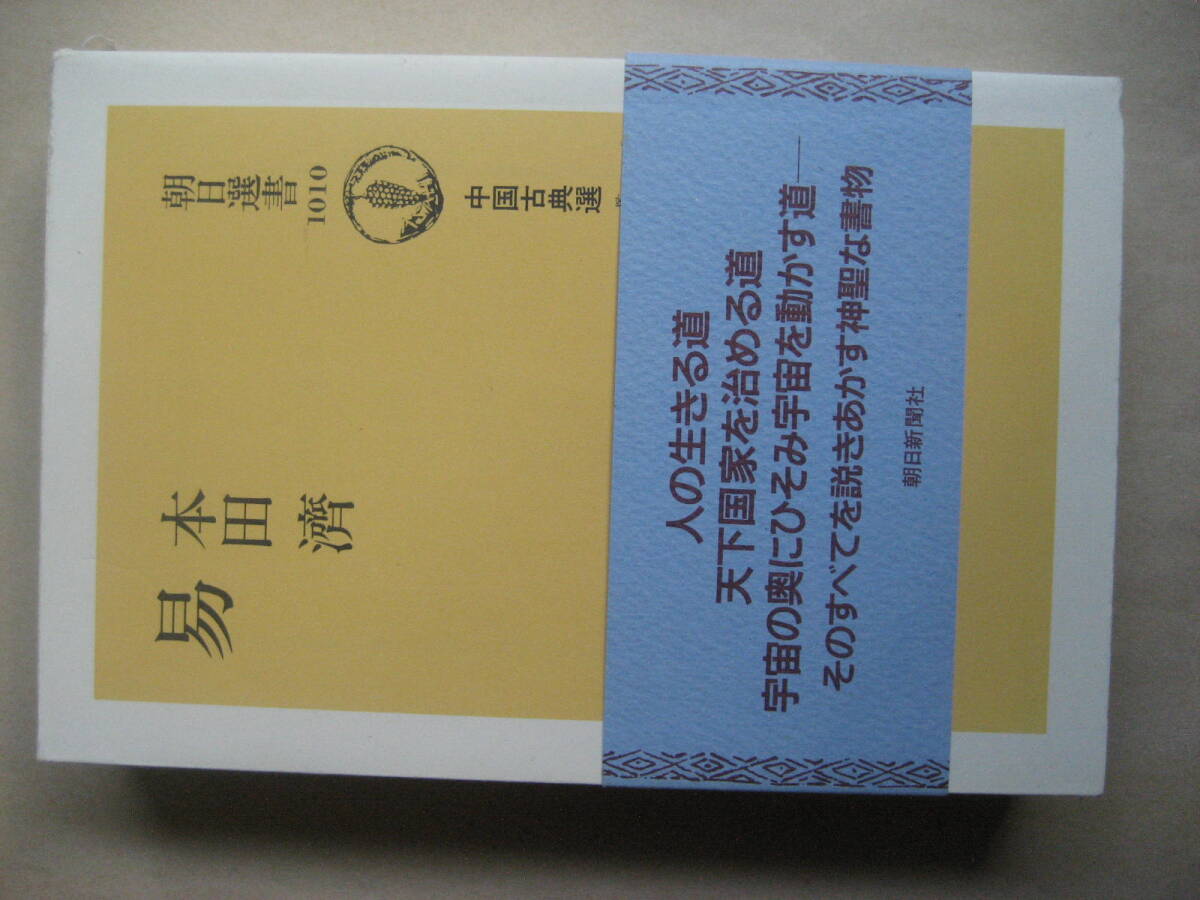 朝日選書
1010
中国古典選
易
本田
濟
人の生きる道
天下国家を治める道
宇宙の奥にひそみ宇宙を動かす道——
そのすべてを説きあかす神聖な書物
朝日新聞社